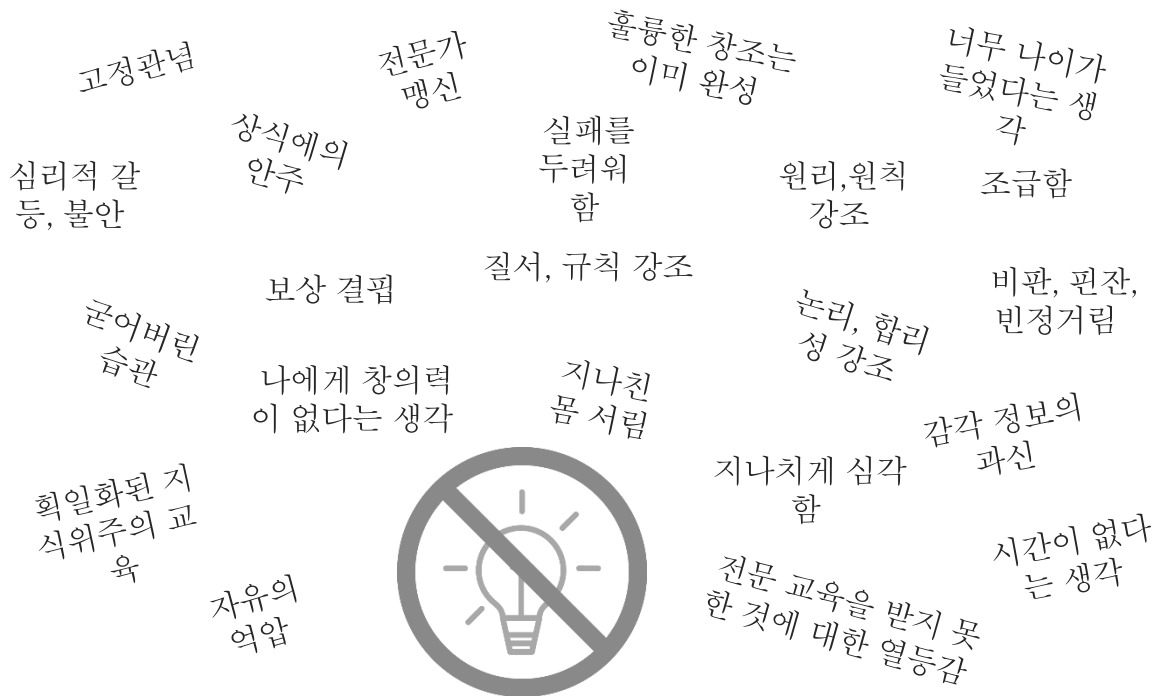 고정관념
전문가
맹신
훌륭한 창조는
이미 완성
너무 나이가
들었다는 생
각
상식에의
안주
실패를
두려워
함
심리적 갈
등, 불안
원리,원칙
강조
조급함
보상 결핍
질서, 규칙 강조
비판, 핀잔,
빈정거림
굳어버린
습관
논리, 합리
성 강조
나에게 창의력
이 없다는 생각
지나친
몸 서림
감각 정보의
과신
지나치게 심각
함
획일화된 지
식위주의 교
육
시간이 없다
는 생각
자유의
억압
전문 교육을 받지 못
한 것에 대한 열등감